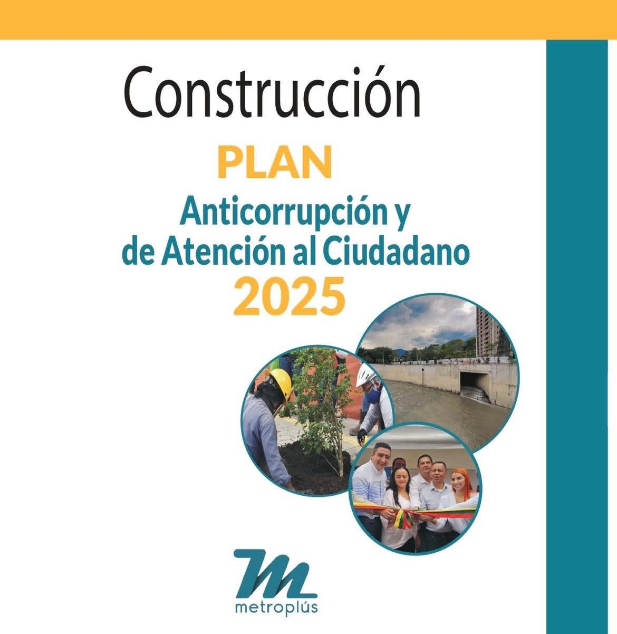 Construcción
PLAN
Anticorrupción y
de Atención al Ciudadano
2025
metroplús